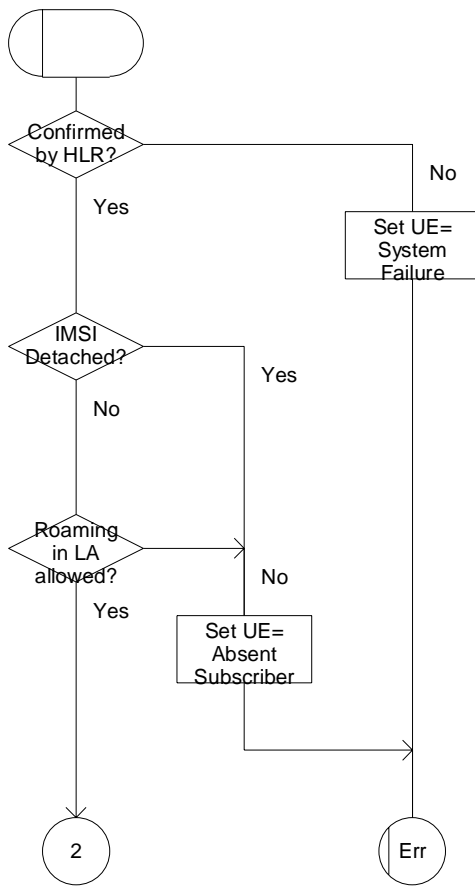 Confirmed
by HLR?
No
Yes
Set UE=
System
Failure
IMSI
Detached?
Yes
No
Roaming
in LA
allowed?
No
Yes
Set UE=
Absent
Subscriber
2
Err